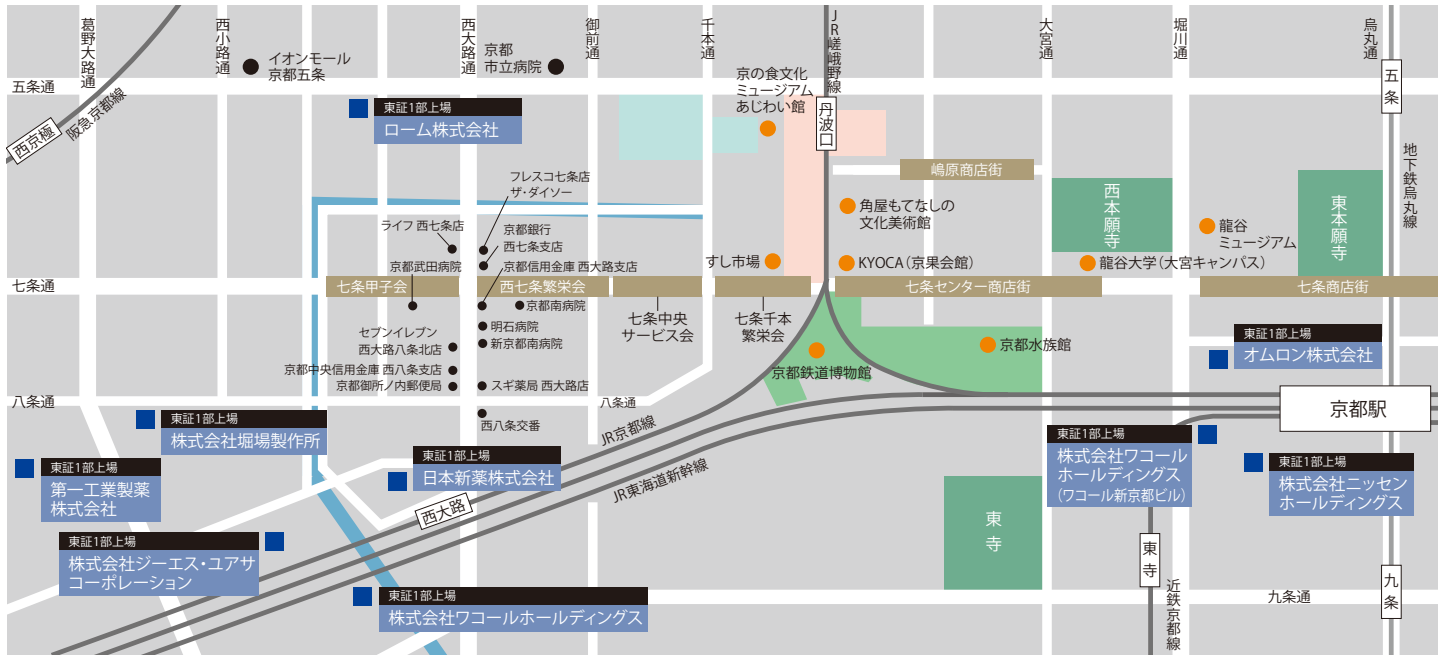 葛野大路通
西小路通
西大路通
御前通
千本通
JR嵯峨野線
大宮通
堀川通
烏丸通
イオンモール
京都五条
京都
市立病院
五条通
阪急京都線
西京極
京の食文化
ミュージアム
あじわい館
丹波口
五条
地下鉄烏丸線
東証1部上場
ローム株式会社
嶋原商店街
フレスコ七条店
ザ・ダイソー
西本願寺
東本願寺
角屋もてなしの
文化美術館
龍谷
ミュージアム
ライフ 西七条店
京都銀行
西七条支店
京都武田病院
京都信用金庫 西大路支店
すし市場
KYOCA(京果会館)
龍谷大学(大宮キャンパス)
七条通
七条甲子会
西七条繁栄会
七条センター商店街
七条商店街
京都南病院
七条中央
サービス会
七条千本
繁栄会
明石病院
新京都南病院
セブンイレブン
西大路八条北店
京都中央信用金庫 西八条支店
京都御所ノ内郵便局
スギ薬局 西大路店
京都水族館
京都鉄道博物館
東証1部上場
オムロン株式会社
八条通
八条通
西八条交番
京都駅
JR京都線
JR東海道新幹線
東証1部上場
株式会社堀場製作所
東証1部上場
第一工業製薬
株式会社
東証1部上場
日本新薬株式会社
西大路
東証1部上場
株式会社ワコール
ホールディングス
(ワコール新京都ビル)
東証1部上場
株式会社ニッセン
ホールディングス
東寺
東寺
東証1部上場
株式会社ジーエス・ユアサ
コーポレーション
東証1部上場
株式会社ワコールホールディングス
近鉄京都線
九条通
九条